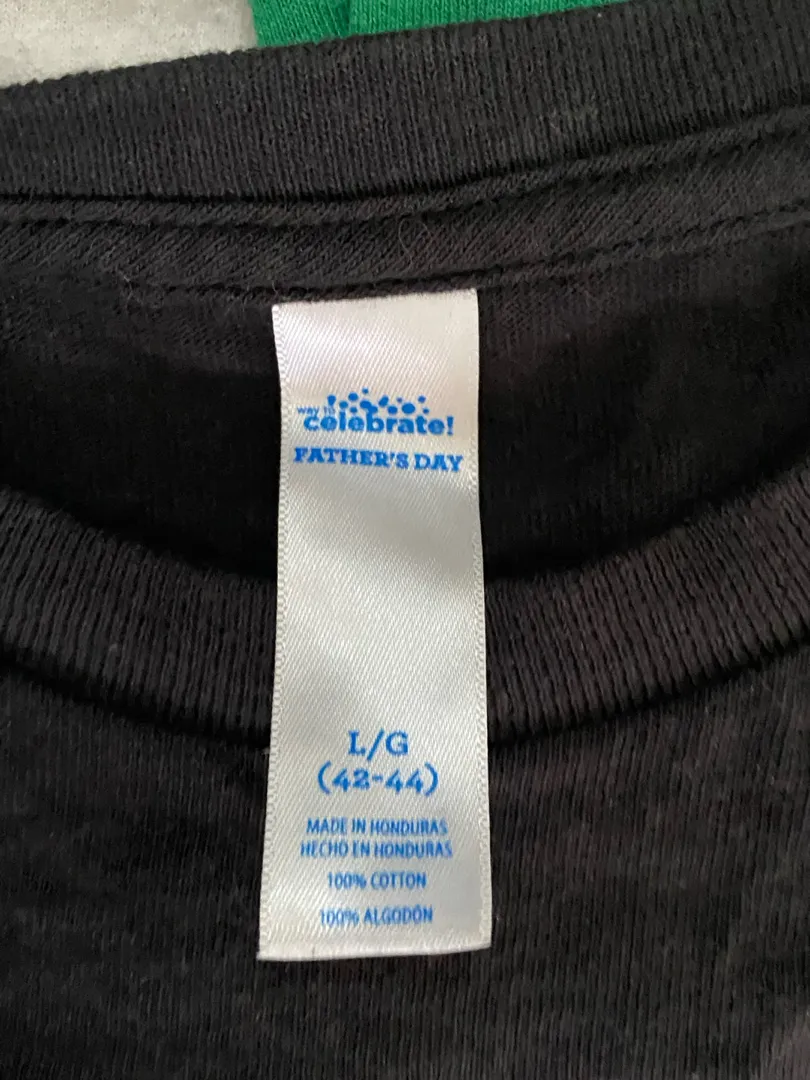 way to
celebrate!
FATHER'S DAY
L/G
(42-44)
MADE IN HONDURAS
HECHO EN HONDURAS
100% COTTON
100% ALGODÓN